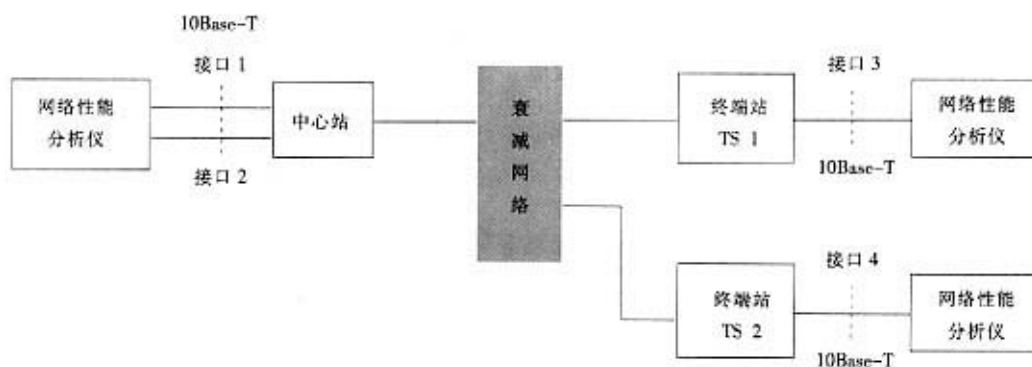 10Base-T
接口 1
网络性能
分析仪
中心站
接口 2
衰
减
网
络
终端站
TS 1
接口 3
10Base-T
网络性能
分析仪
终端站
TS 2
接口 4
10Base-T
网络性能
分析仪